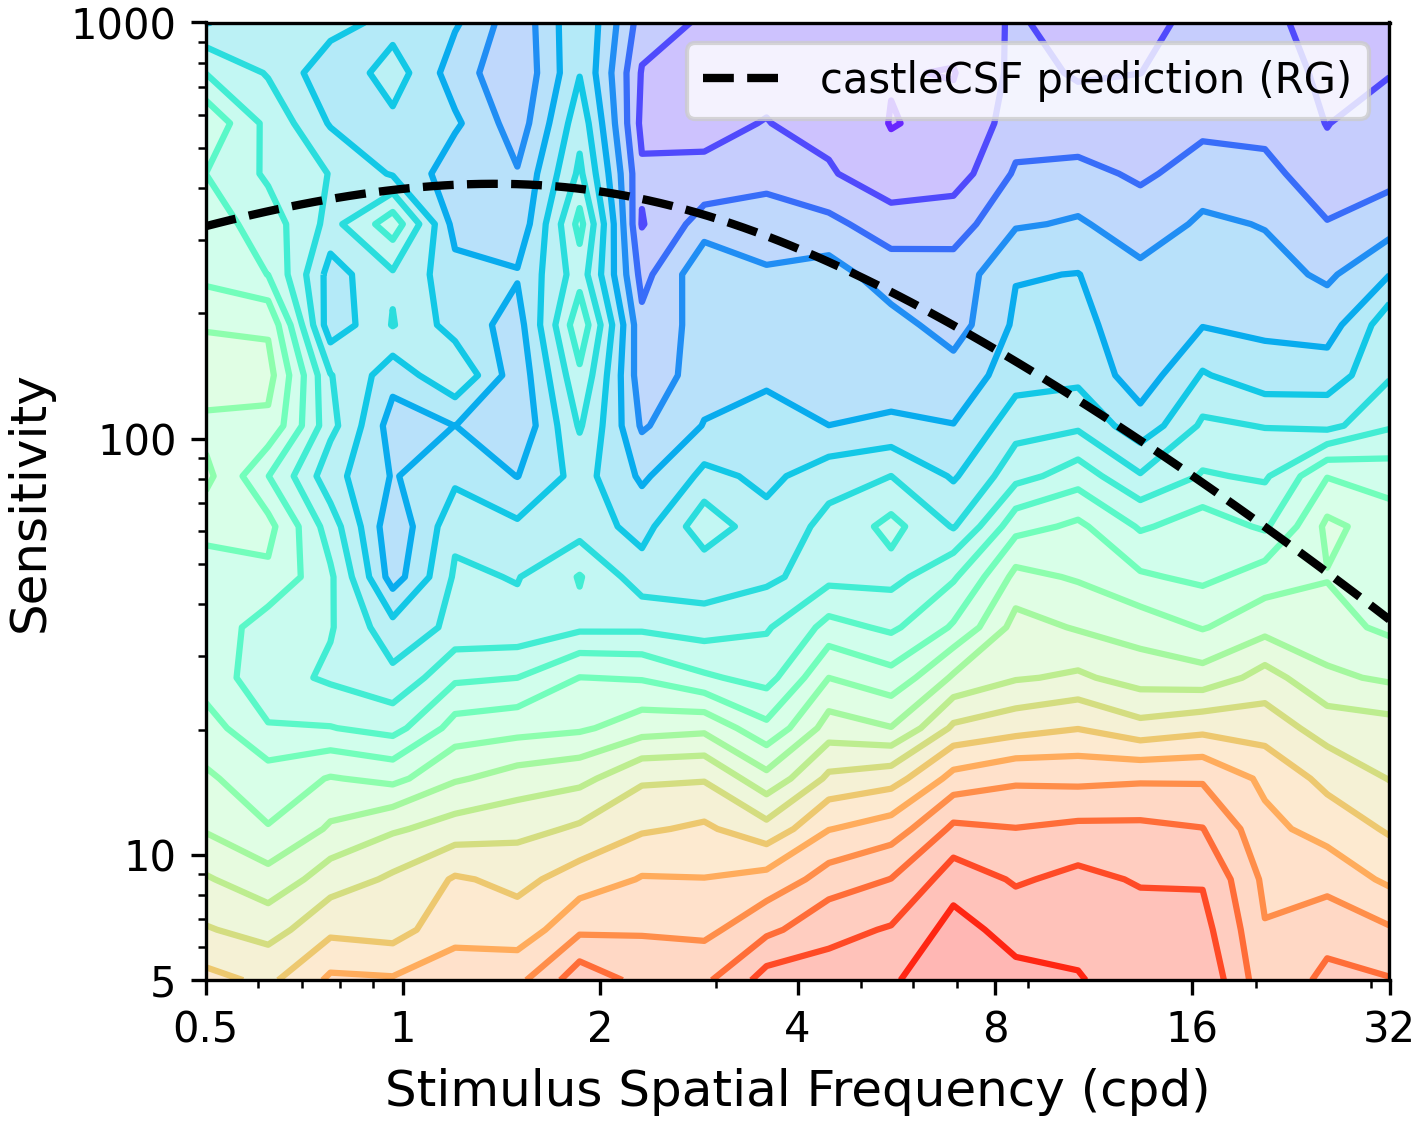 1000
castleCSF prediction (RG)
Sensitivity
100
10
5
0.5 1 2 4 8 16 32
Stimulus Spatial Frequency (cpd)